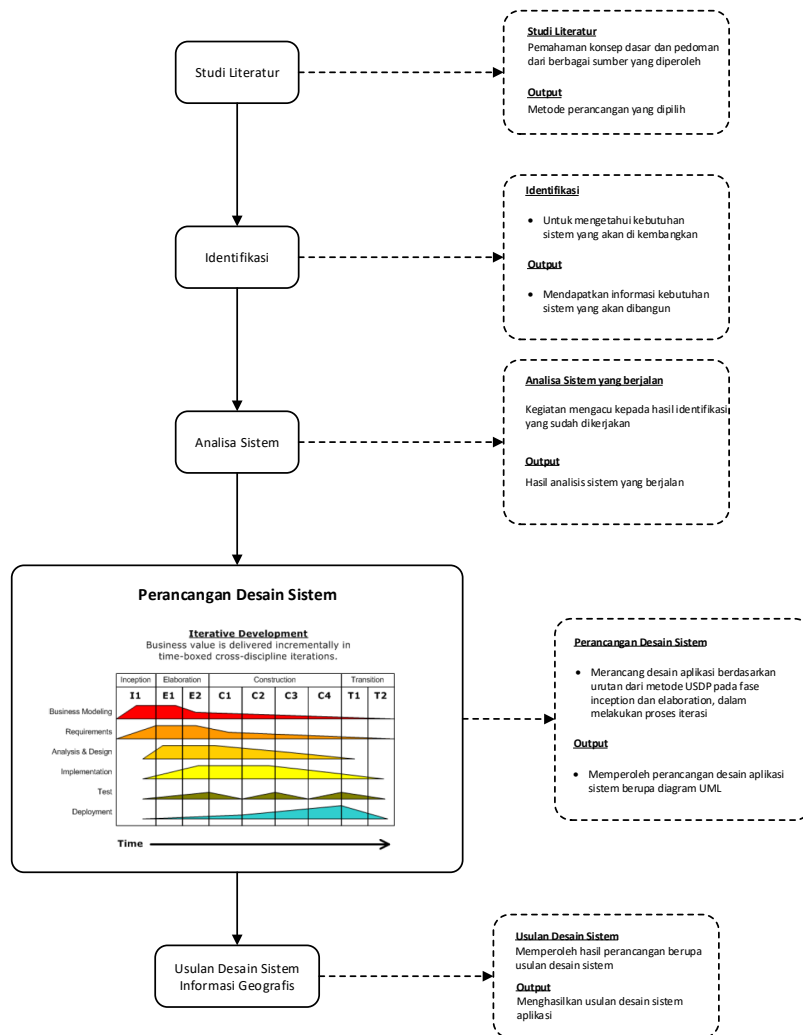 Studi Literatur
Studi Literatur
Pemahaman konsep dasar dan pedoman
dari berbagai sumber yang diperoleh
Output
Metode perancangan yang dipilih
Identifikasi
Identifikasi
• Untuk mengetahui kebutuhan
sistem yang akan di kembangkan
Output
• Mendapatkan informasi kebutuhan
sistem yang akan dibangun
Analisa Sistem
Analisa Sistem yang berjalan
Kegiatan mengacu kepada hasil identifikasi
yang sudah dikerjakan
Output
Hasil analisis sistem yang berjalan
Perancangan Desain Sistem
Iterative Development
Business value is delivered incrementally in
time-boxed cross-discipline iterations.
Inception Elaboration Construction Transition
I1 E1 E2 C1 C2 C3 C4 T1 T2
Business Modeling
Requirements
Analysis & Design
Implementation
Test
Deployment
Time
Perancangan Desain Sistem
• Merancang desain aplikasi berdasarkan
urutan dari metode USDP pada fase
inception dan elaboration, dalam
melakukan proses iterasi
Output
• Memperoleh perancangan desain aplikasi
sistem berupa diagram UML
Usulan Desain Sistem
Informasi Geografis
Usulan Desain Sistem
Memperoleh hasil perancangan berupa
usulan desain sistem
Output
Menghasilkan usulan desain sistem
aplikasi